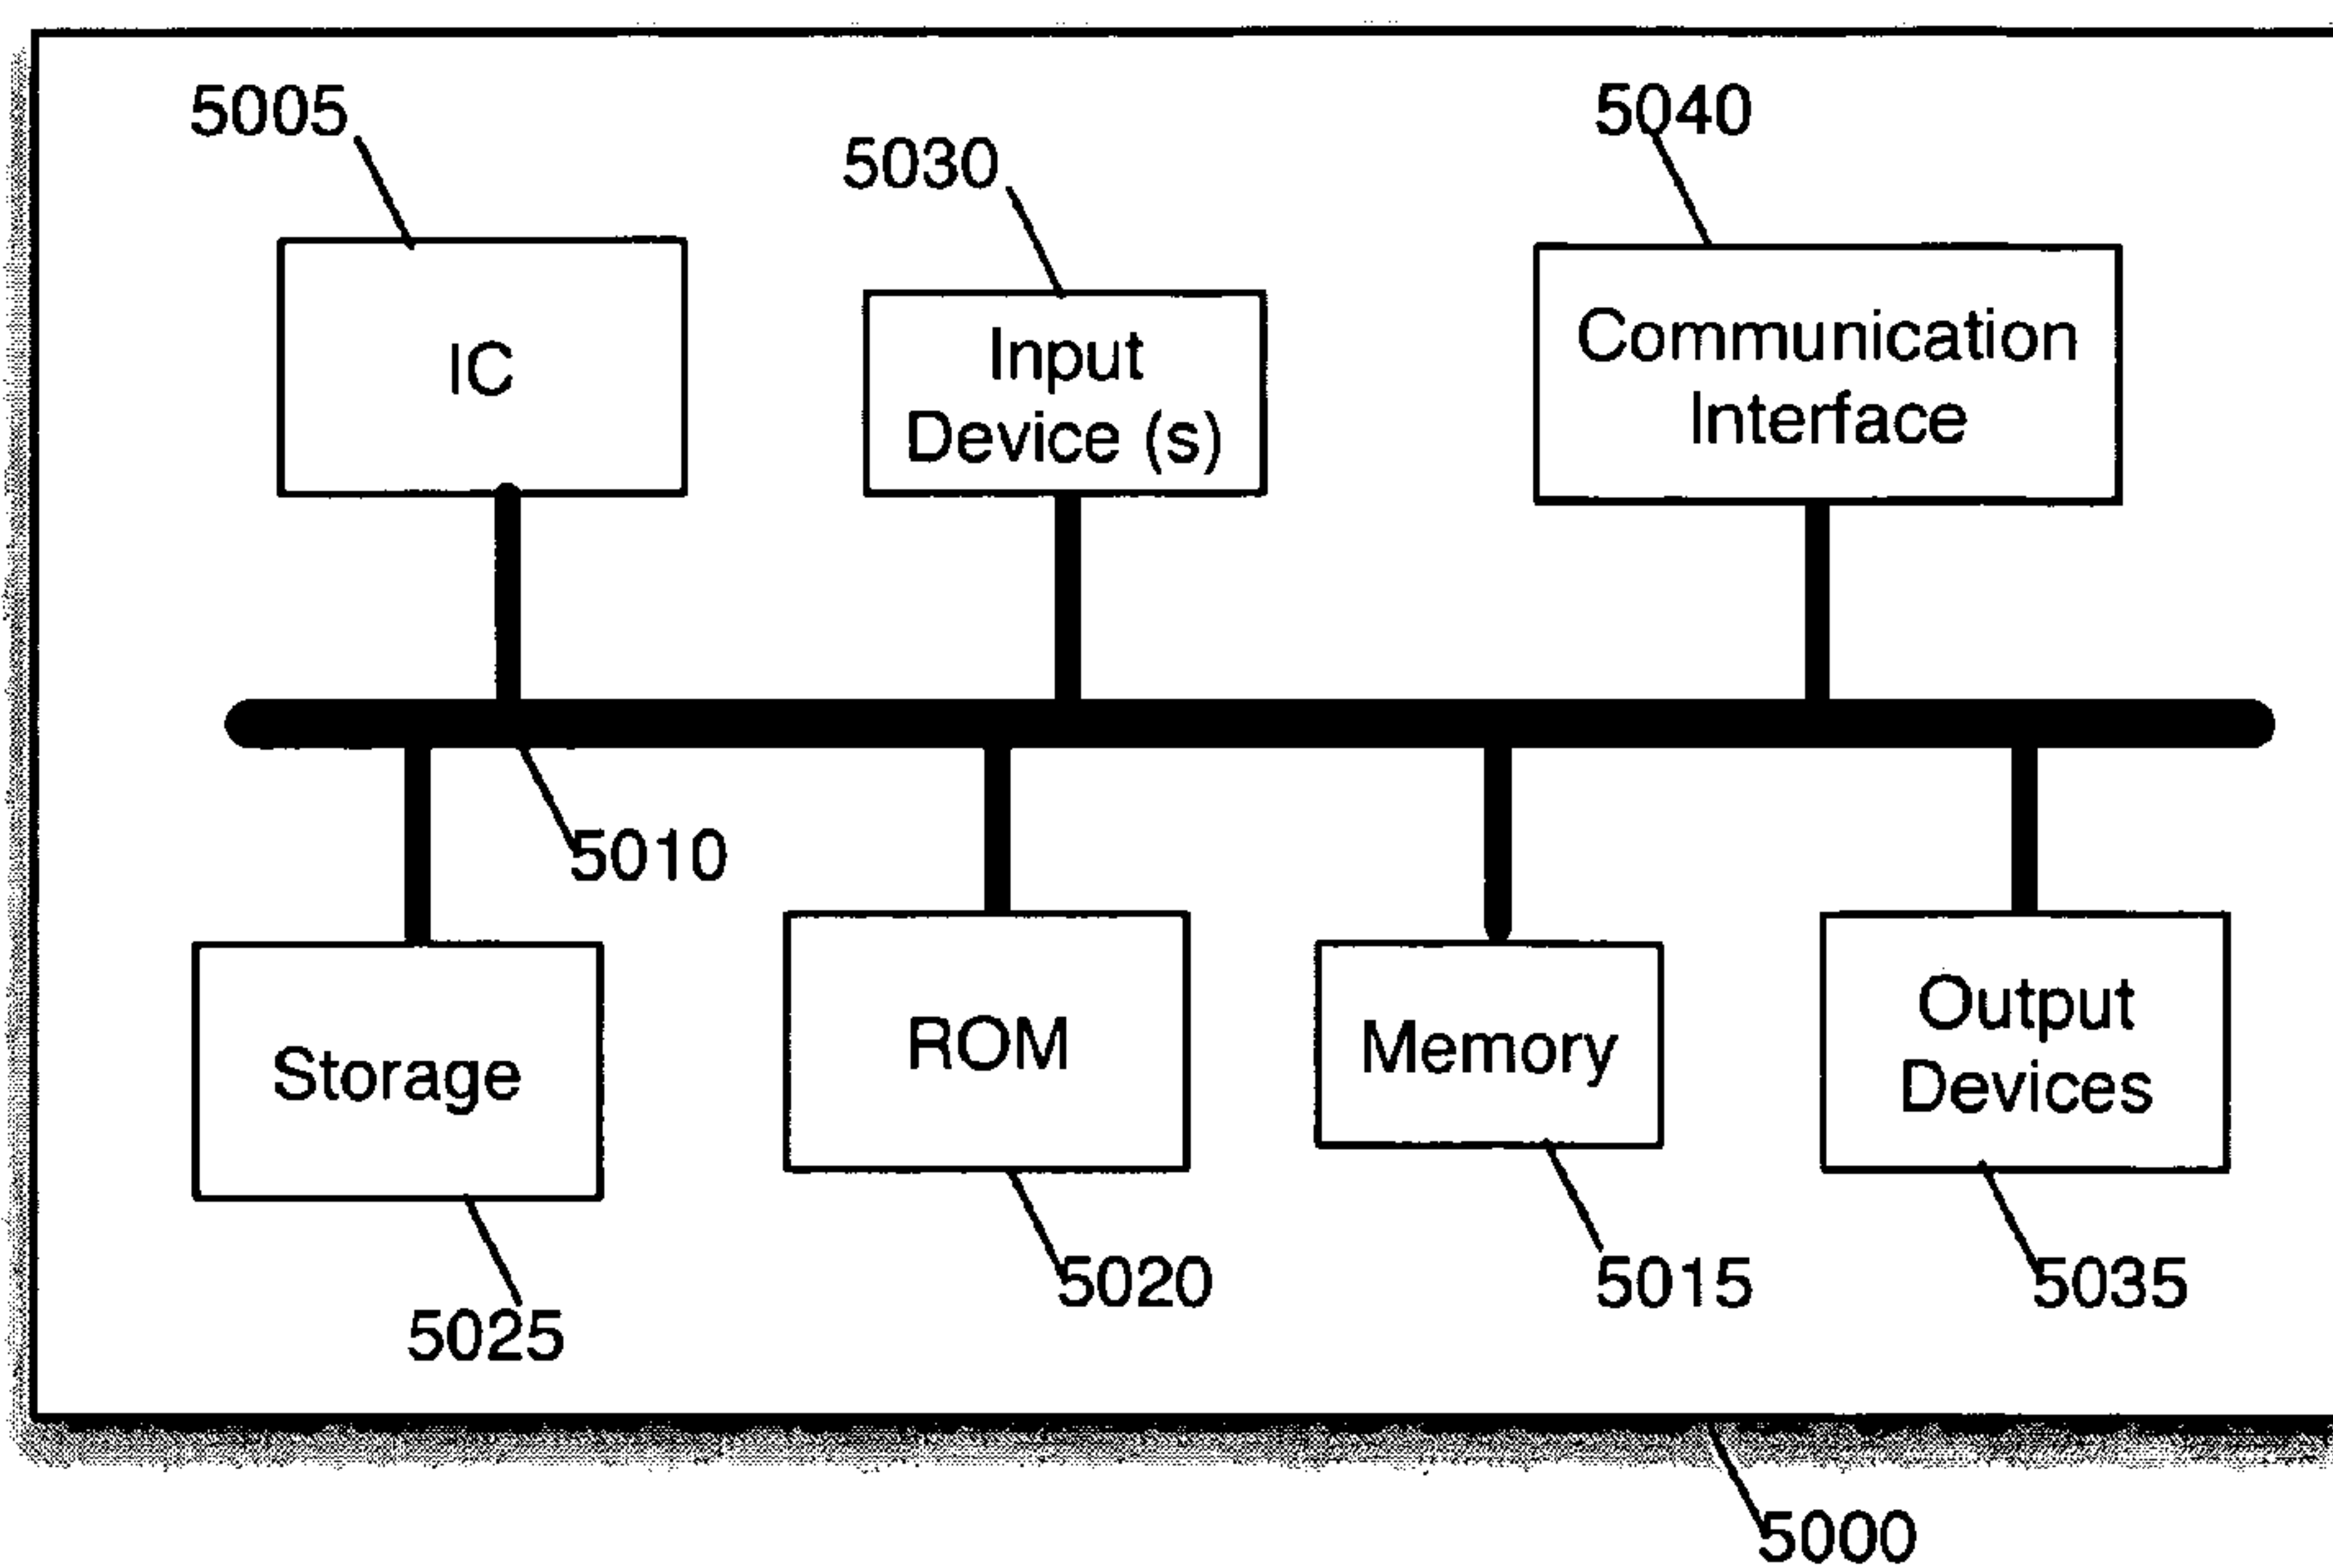 5005
5030
5040
IC
Input
Device (s)
Communication
Interface
5010
Storage
ROM
Memory
Output
Devices
5025
5020
5015
5035
5000